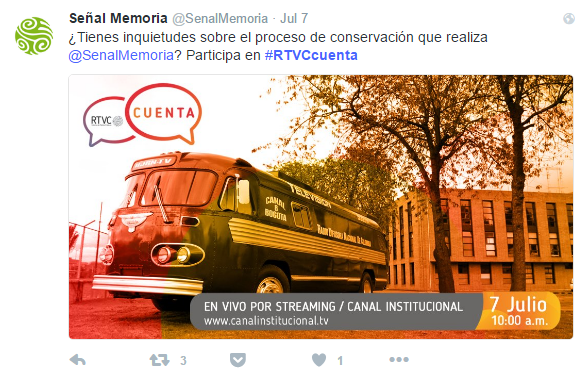 Señal Memoria @SenalMemoria · Jul 7
¿Tienes inquietudes sobre el proceso de conservación que realiza
@SenalMemoria? Participa en #RTVCcuenta
RTVC
CUENTA
TELEVISION
CANAL 8
BOGOTA
EN VIVO POR STREAMING / CANAL INSTITUCIONAL
www.canalinstitucional.tv
7 Julio
10:00 a.m.
3
1